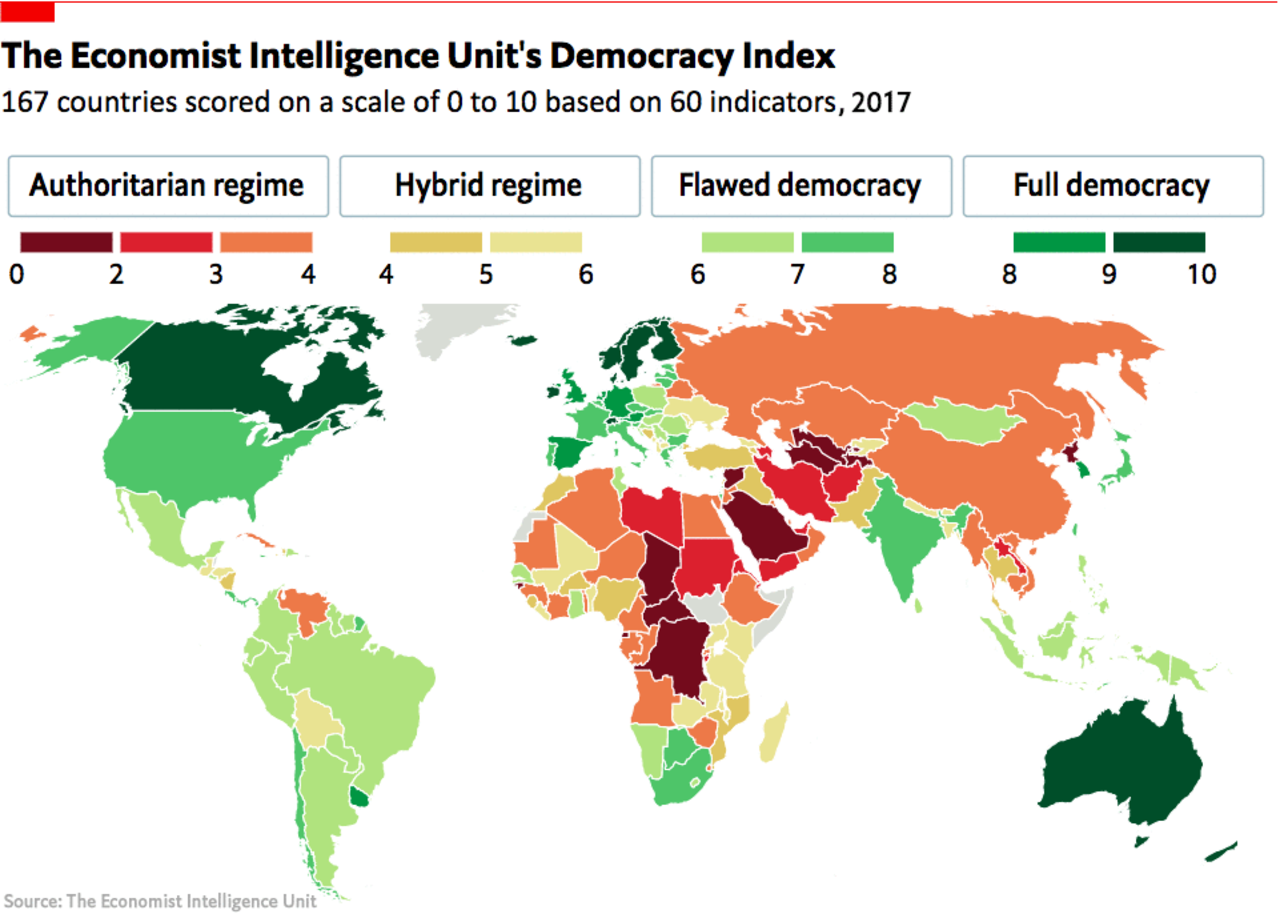 The Economist Intelligence Unit's Democracy Index
167 countries scored on a scale of 0 to 10 based on 60 indicators, 2017
Authoritarian regime Hybrid regime Flawed democracy Full democracy
0 2 3 4 4 5 6 6 7 8 8 9 10
Source: The Economist Intelligence Unit